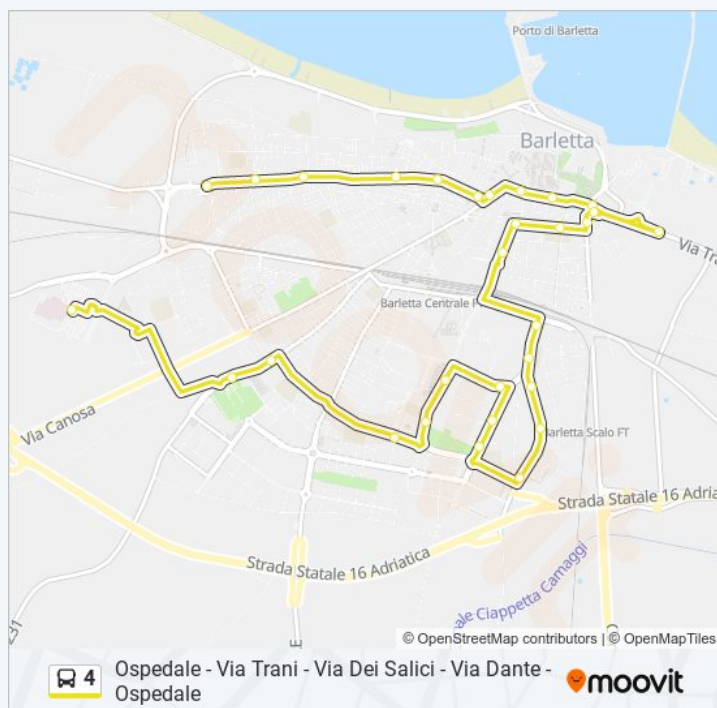 Porto di Barletta
Barletta
Via Tra
Barletta Centrale F
Via Canosa
Barletta Scalo FT
Strada Statale 16 Adria
Strada Statale 16 Adriatica
ale Ciappetta Camaggi
231
E
© OpenStreetMap contributors | © OpenMapTiles
4
Ospedale - Via Trani - Via Dei Salici - Via Dante -
Ospedale
moovit